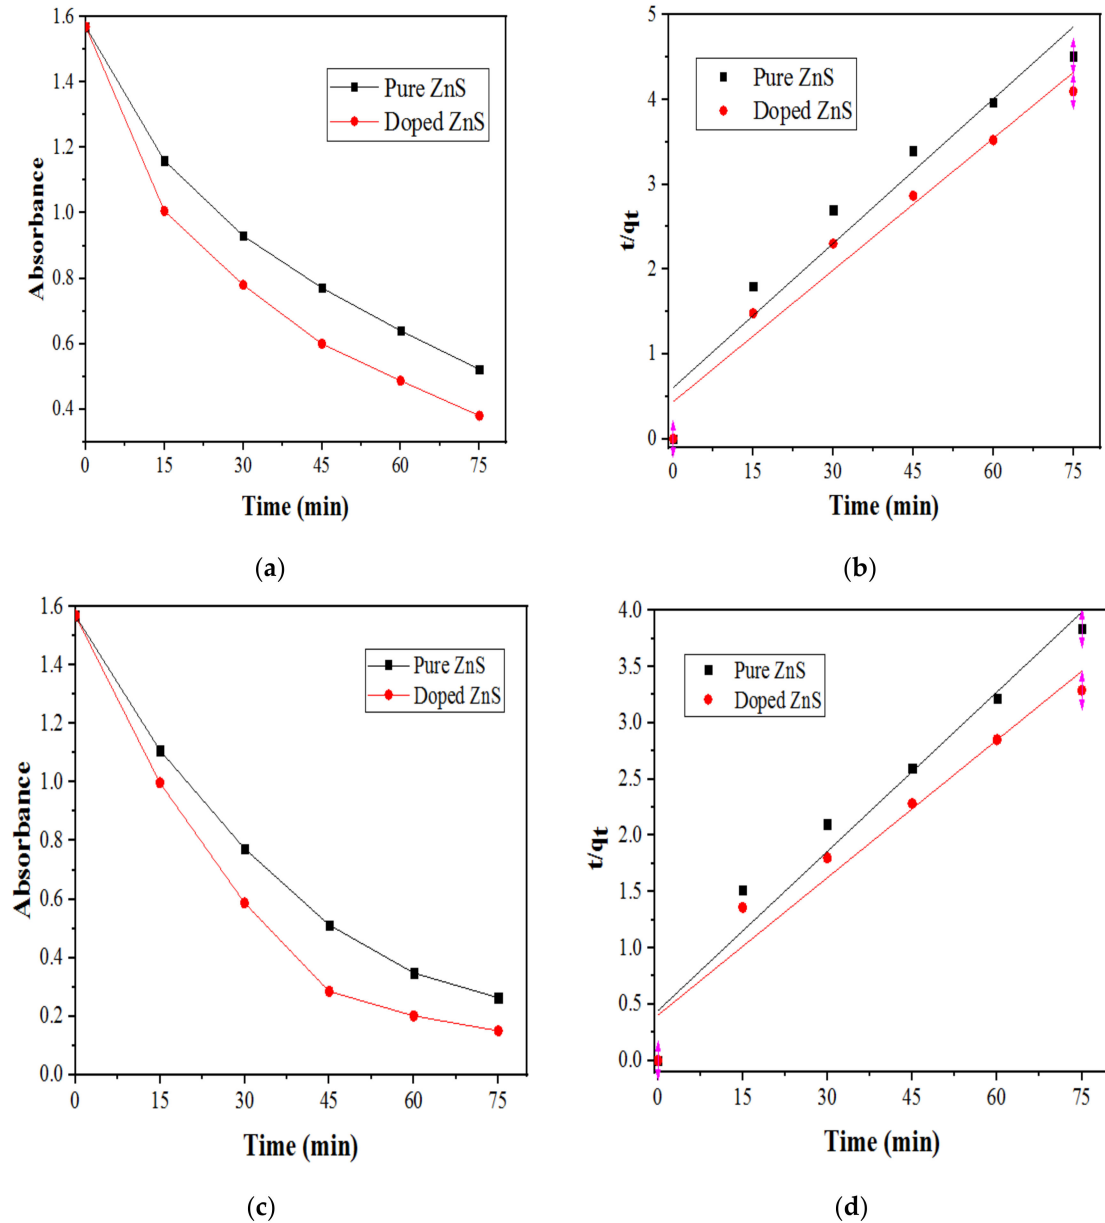 1.6
1.4
1.2
1.0
0.8
0.6
0.4
Absorbance
Pure ZnS
Doped ZnS
0 15 30 45 60 75
Time (min)
(a)
5
4
3
2
1
0
t/qt
Pure ZnS
Doped ZnS
0 15 30 45 60 75
Time (min)
(b)
1.6
1.4
1.2
1.0
0.8
0.6
0.4
0.2
0.0
Absorbance
Pure ZnS
Doped ZnS
0 15 30 45 60 75
Time (min)
(c)
4.0
3.5
3.0
2.5
2.0
1.5
1.0
0.5
0.0
t/qt
Pure ZnS
Doped ZnS
0 15 30 45 60 75
Time (min)
(d)